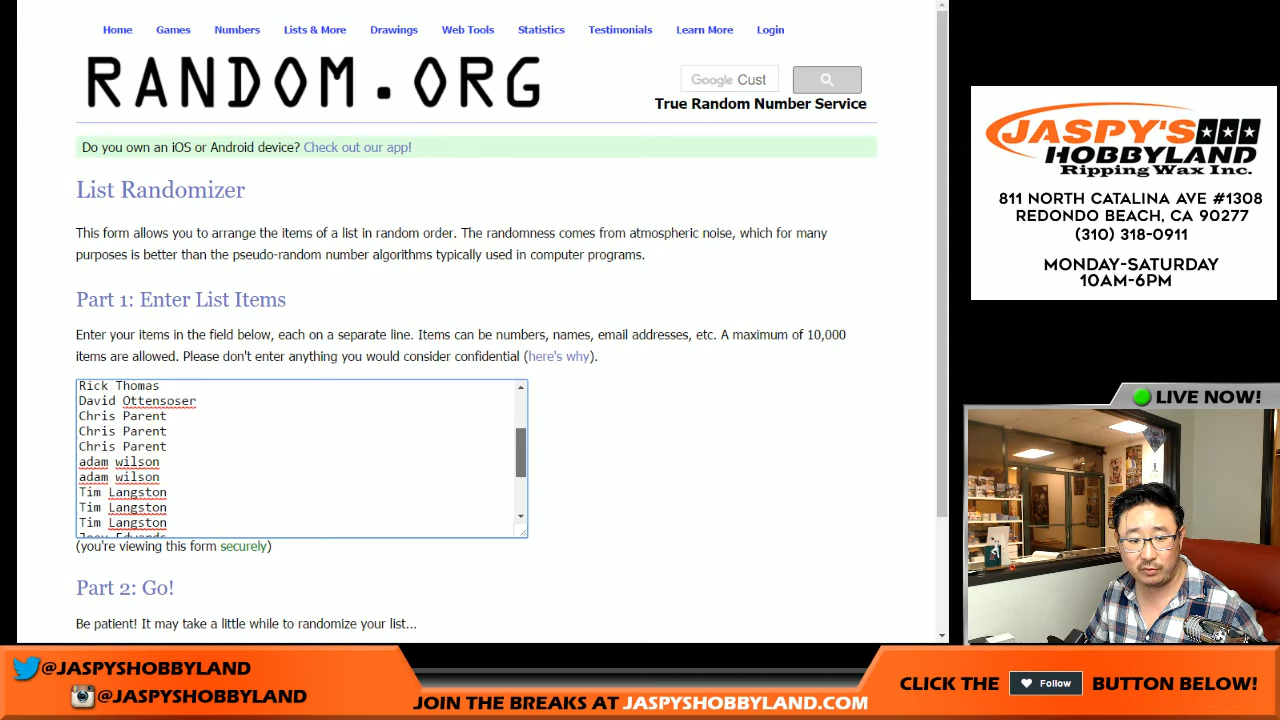 Home Games Numbers Lists & More Drawings Web Tools Statistics Testimonials Learn More Login
RANDOM.ORG
Google Cust
True Random Number Service
Do you own an iOS or Android device? Check out our app!
List Randomizer
This form allows you to arrange the items of a list in random order. The randomness comes from atmospheric noise, which for many
purposes is better than the pseudo-random number algorithms typically used in computer programs.
Part 1: Enter List Items
Enter your items in the field below, each on a separate line. Items can be numbers, names, email addresses, etc. A maximum of 10,000
items are allowed. Please don't enter anything you would consider confidential (here's why).
Rick Thomas
David Ottensoser
Chris Parent
Chris Parent
Chris Parent
adam wilson
adam wilson
Tim Langston
Tim Langston
Tim Langston
Joey Edwards
(you're viewing this form securely)
Part 2: Go!
Be patient! It may take a little while to randomize your list...
JASPY'S
HOBBYLAND
Ripping Wax Inc.
811 NORTH CATALINA AVE #1308
REDONDO BEACH, CA 90277
(310) 318-0911
MONDAY-SATURDAY
10AM-6PM
LIVE NOW!
@JASPYSHOBBYLAND
@JASPYSHOBBYLAND
JOIN THE BREAKS AT JASPYSHOBBYLAND.COM
CLICK THE Follow BUTTON BELOW!